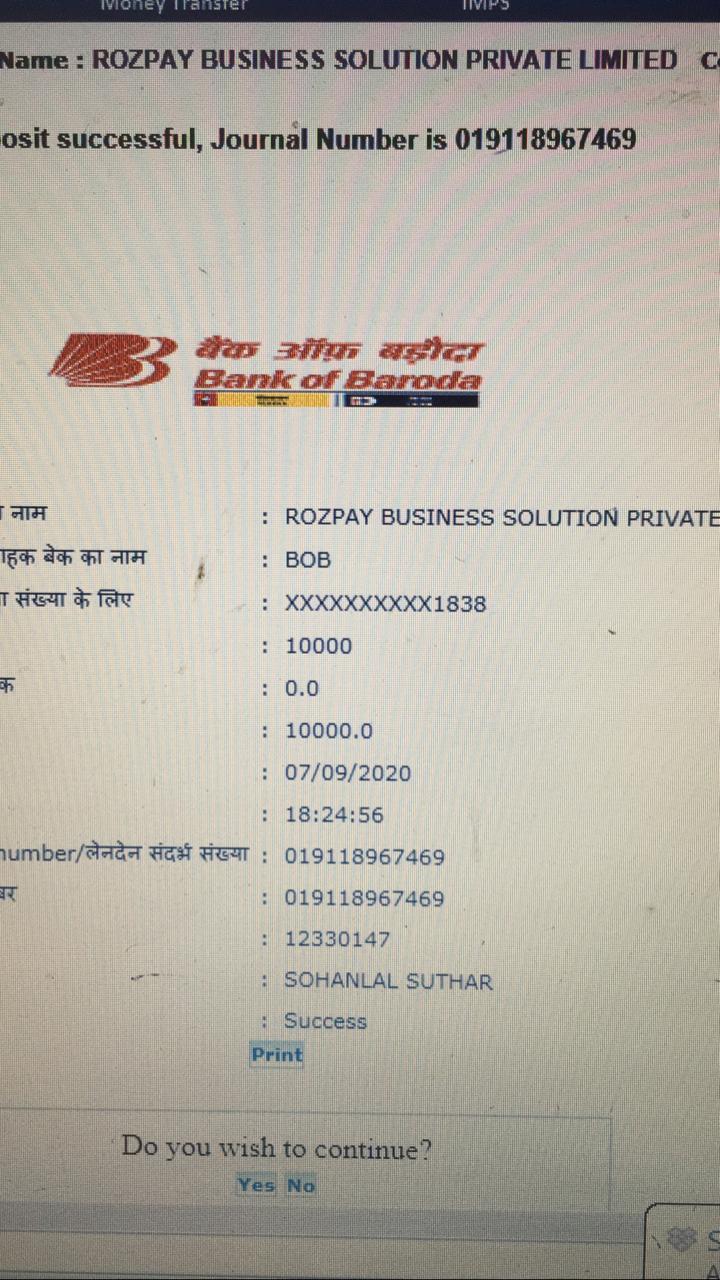 Money Transfer IMPS
Name : ROZPAY BUSINESS SOLUTION PRIVATE LIMITED
osit successful, Journal Number is 019118967469
बैंक ऑफ़ बड़ौदा
Bank of Baroda
नाम : ROZPAY BUSINESS SOLUTION PRIVATE
ाहक बेक का नाम : BOB
संख्या के लिए : XXXXXXXXXX1838
: 10000
क : 0.0
: 10000.0
: 07/09/2020
: 18:24:56
number/लेनदेन संदर्भ संख्या : 019118967469
बर : 019118967469
: 12330147
: SOHANLAL SUTHAR
: Success
Print
Do you wish to continue?
Yes No